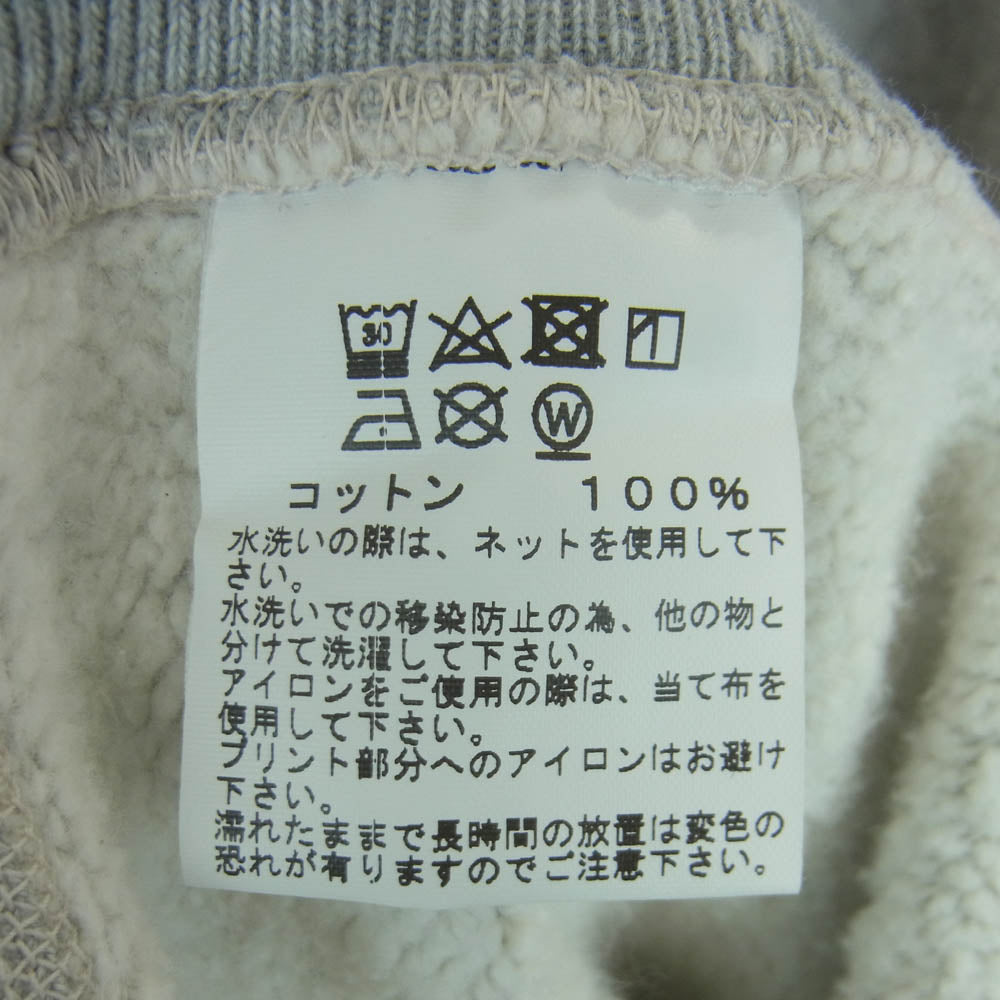 30
W
コットン　100%
水洗いの際は、ネットを使用して下
さい。
水洗いでの移染防止の為、他の物と
分けて洗濯して下さい。
アイロンをご使用の際は、当て布を
使用して下さい。
プリント部分へのアイロンはお避け
下さい。
濡れたままで長時間の放置は変色の
恐れが有りますのでご注意下さい。